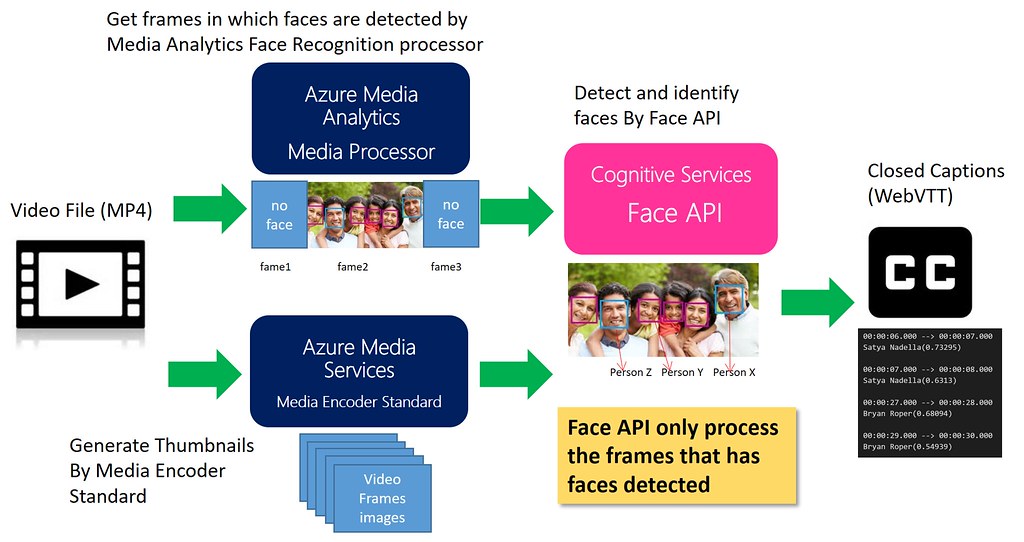 Get frames in which faces are detected by
Media Analytics Face Recognition processor
Azure Media
Analytics
Media Processor
Detect and identify
faces By Face API
Cognitive Services
Face API
Closed Captions
(WebVTT)
Video File (MP4)
no
face
no
face
fame1
fame2
fame3
CC
Azure Media
Services
Media Encoder Standard
Person Z
Person Y
Person X
00:00:06.000 --> 00:00:07.000
Satya Nadella(0.73295)
00:00:07.000 --> 00:00:08.000
Satya Nadella(0.6313)
00:00:27.000 --> 00:00:28.000
Bryan Roper(0.68094)
00:00:29.000 --> 00:00:30.000
Bryan Roper(0.54939)
Generate Thumbnails
By Media Encoder
Standard
Video
Frames
images
Face API only process
the frames that has
faces detected